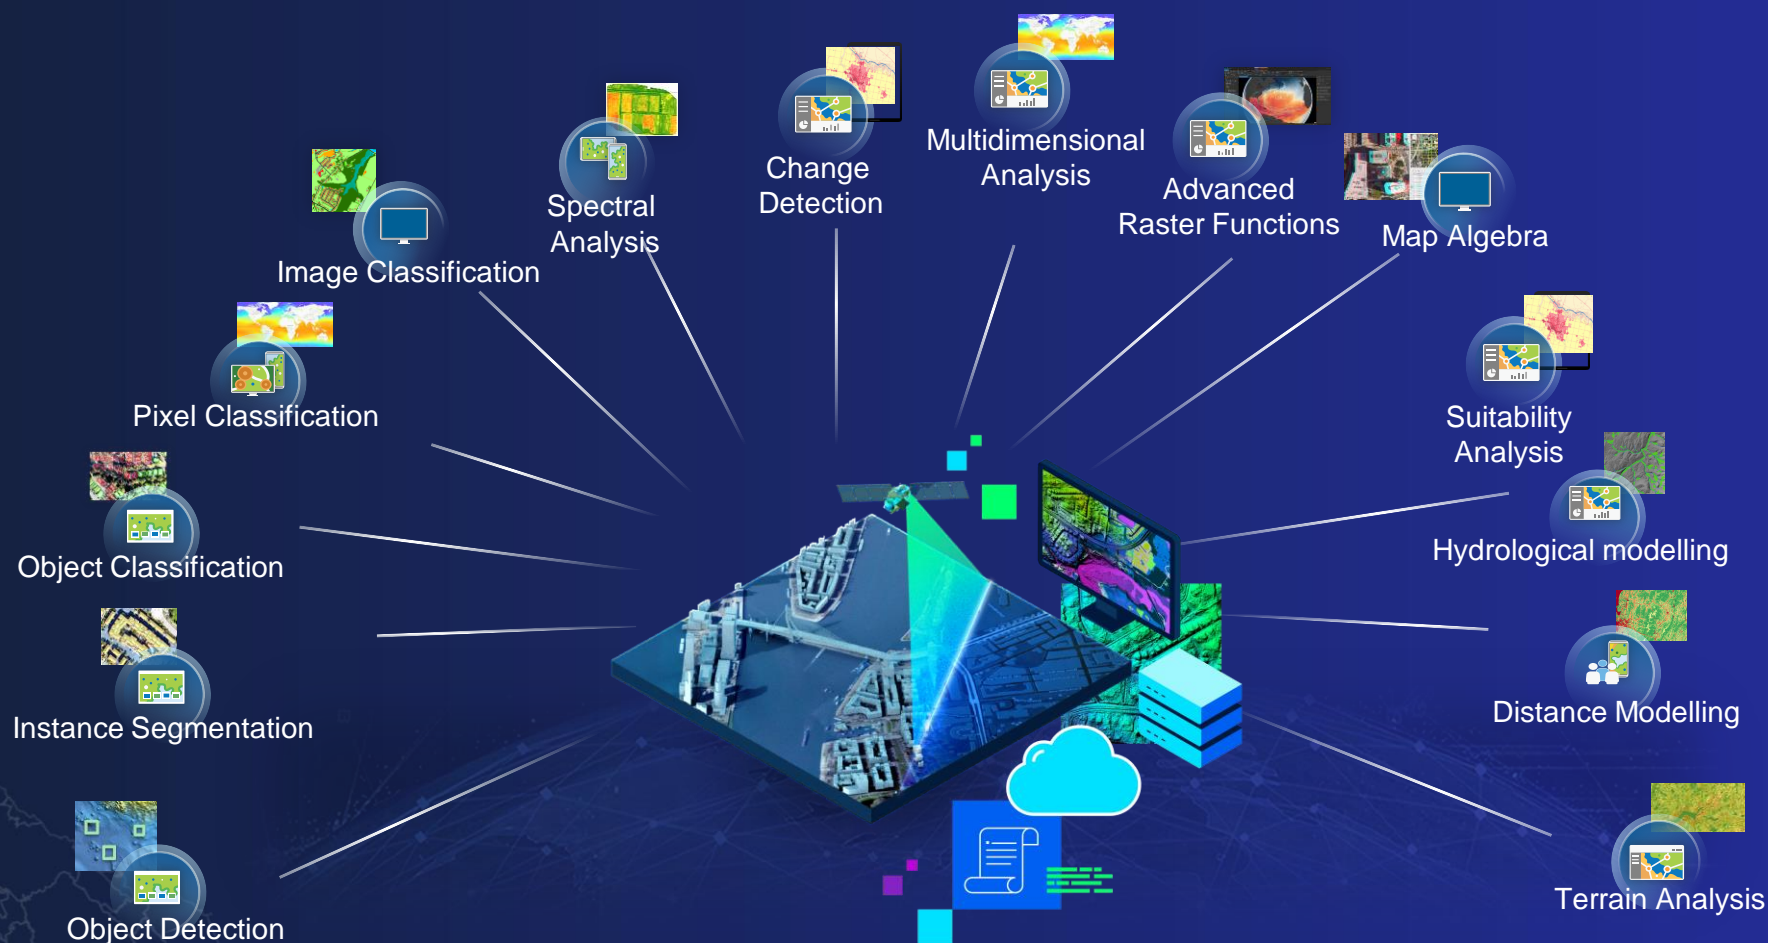 Multidimensional
Analysis
Change
Detection
Advanced
Raster Functions
Spectral
Analysis
Map Algebra
Image Classification
Pixel Classification
Suitability
Analysis
Object Classification
Hydrological modelling
Instance Segmentation
Distance Modelling
Object Detection
Terrain Analysis